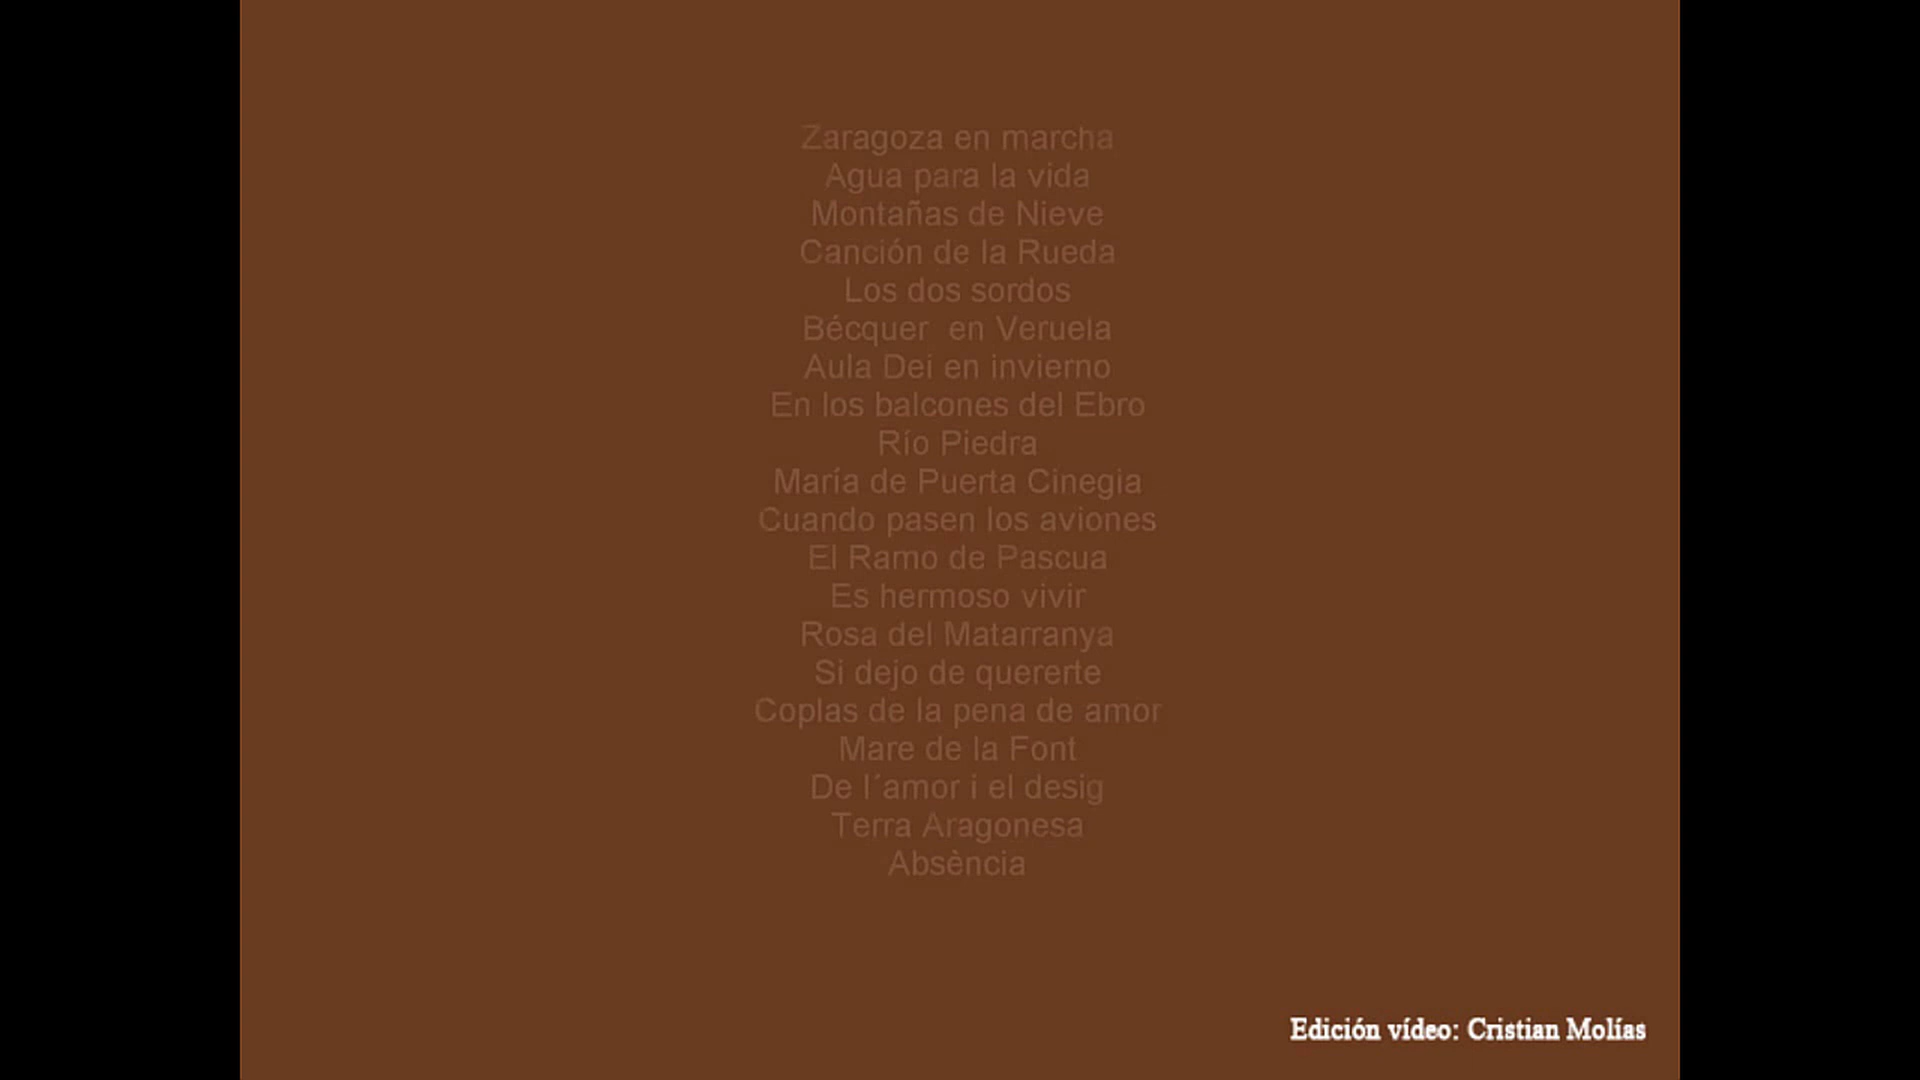 Zaragoza en marcha
Agua para la vida
Montañas de Nieve
Canción de la Rueda
Los dos sordos
Bécquer  en Veruela
Aula Dei en invierno
En los balcones del Ebro
Río Piedra
María de Puerta Cinegia
Cuando pasen los aviones
El Ramo de Pascua
Es hermoso vivir
Rosa del Matarranya
Si dejo de quererte
Coplas de la pena de amor
Mare de la Font
De l´amor i el desig
Terra Aragonesa
Absència
Edición vídeo: Cristian Molías